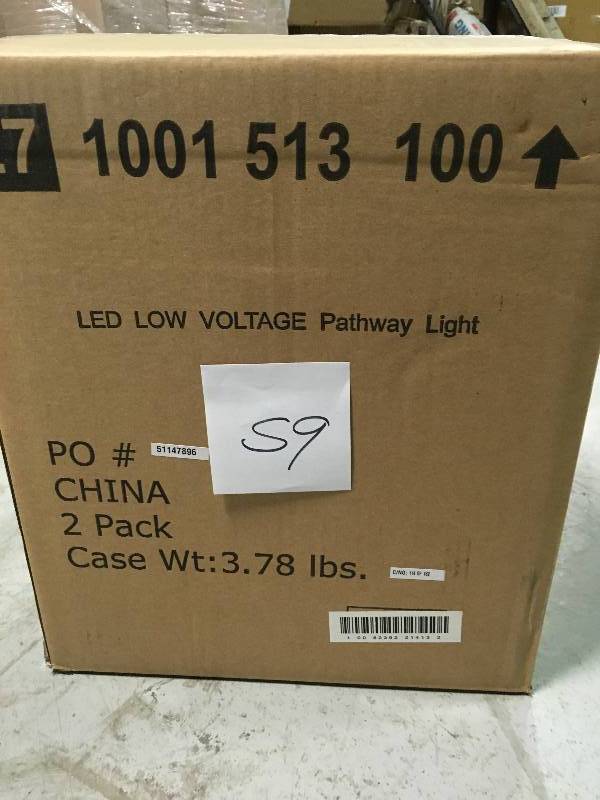 7 1001 513 100
LED LOW VOLTAGE Pathway Light
S9
PO # 51147896
CHINA
2 Pack
Case Wt:3.78 lbs.
C/NO: